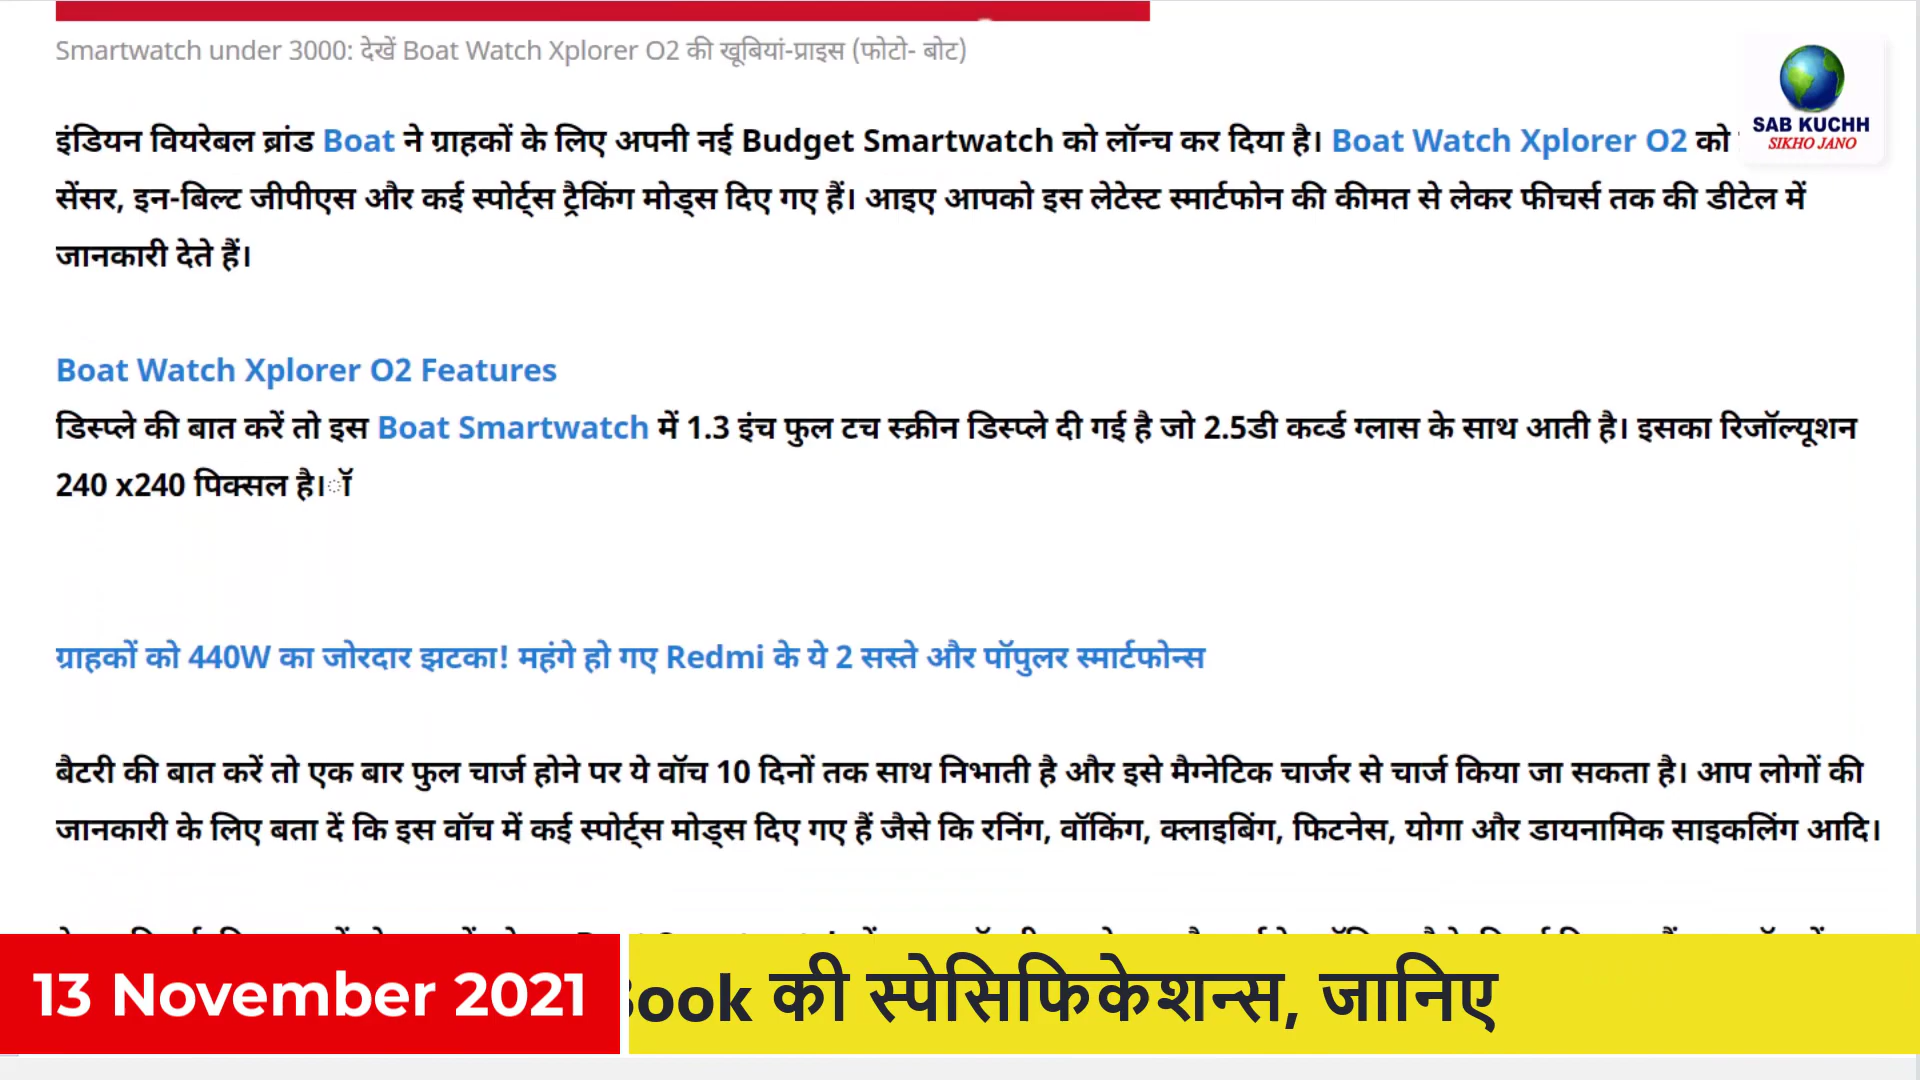 Smartwatch under 3000: देखें Boat Watch Xplorer O2 की खूबियां-प्राइस (फोटो- बोट)
SAB KUCHH
SIKHO JANO
इंडियन वियरेबल ब्रांड Boat ने ग्राहकों के लिए अपनी नई Budget Smartwatch को लॉन्च कर दिया है। Boat Watch Xplorer O2 को
सेंसर, इन-बिल्ट जीपीएस और कई स्पोर्ट्स ट्रैकिंग मोड्स दिए गए हैं। आइए आपको इस लेटेस्ट स्मार्टफोन की कीमत से लेकर फीचर्स तक की डीटेल में
जानकारी देते हैं।
Boat Watch Xplorer O2 Features
डिस्प्ले की बात करें तो इस Boat Smartwatch में 1.3 इंच फुल टच स्क्रीन डिस्प्ले दी गई है जो 2.5डी कर्व्ड ग्लास के साथ आती है। इसका रिजॉल्यूशन
240 x240 पिक्सल है।ॉ
ग्राहकों को 440W का जोरदार झटका! महंगे हो गए Redmi के ये 2 सस्ते और पॉपुलर स्मार्टफोन्स
बैटरी की बात करें तो एक बार फुल चार्ज होने पर ये वॉच 10 दिनों तक साथ निभाती है और इसे मैग्नेटिक चार्जर से चार्ज किया जा सकता है। आप लोगों की
जानकारी के लिए बता दें कि इस वॉच में कई स्पोर्ट्स मोड्स दिए गए हैं जैसे कि रनिंग, वॉकिंग, क्लाइबिंग, फिटनेस, योगा और डायनामिक साइकलिंग आदि।
13 November 2021
Book की स्पेसिफिकेशन्स, जानिए